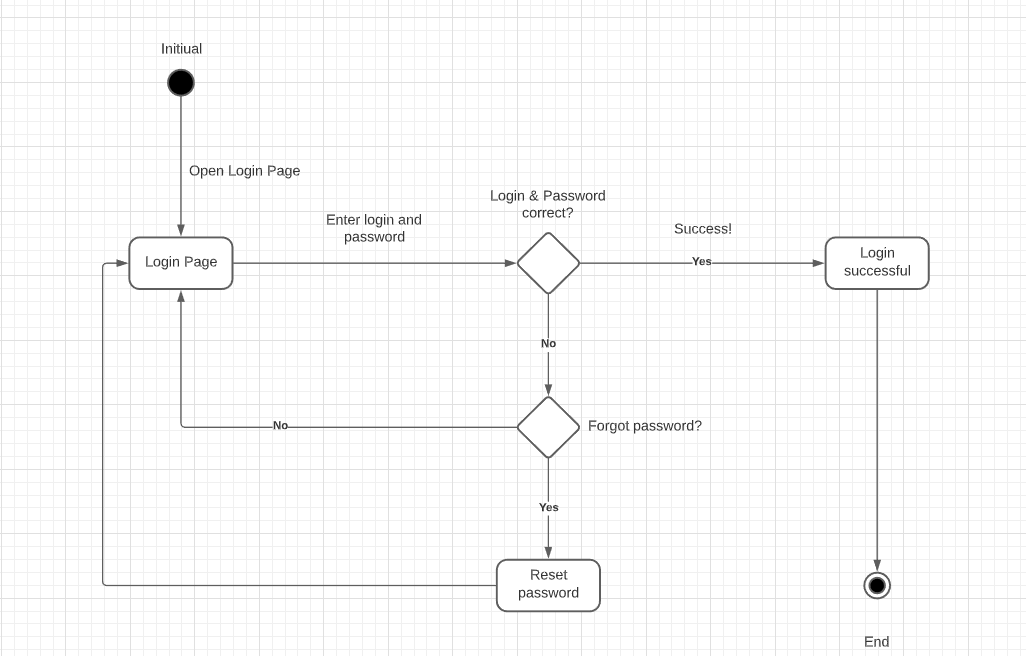 Initiual
Open Login Page
Login & Password
correct?
Enter login and
password
Success!
Login Page
Yes
Login
successful
No
No
Forgot password?
Yes
Reset
password
End